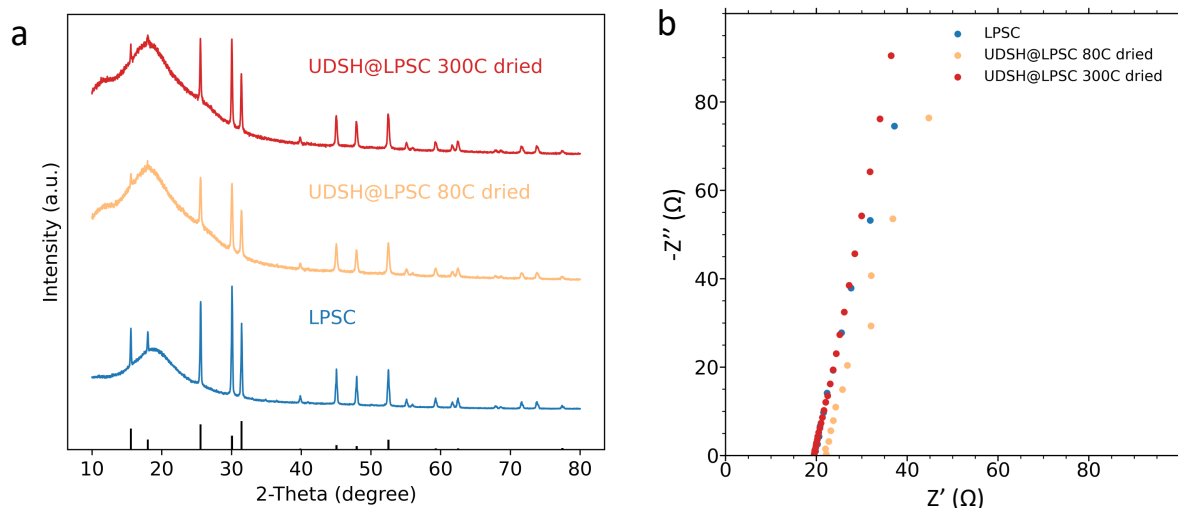 a
UDSH@LPSC 300C dried
UDSH@LPSC 80C dried
LPSC
Intensity (a.u.)
10 20 30 40 50 60 70 80
2-Theta (degree)
b
LPSC
UDSH@LPSC 80C dried
UDSH@LPSC 300C dried
80
60
40
20
0
-Z’’ (Ω)
0 20 40 60 80
Z’ (Ω)